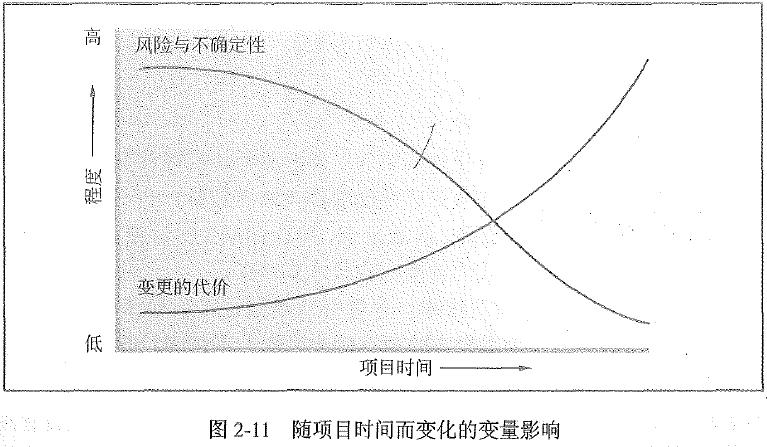 高
风险与不确定性
程度
变更的代价
低
项目时间
图 2-11 随项目时间而变化的变量影响